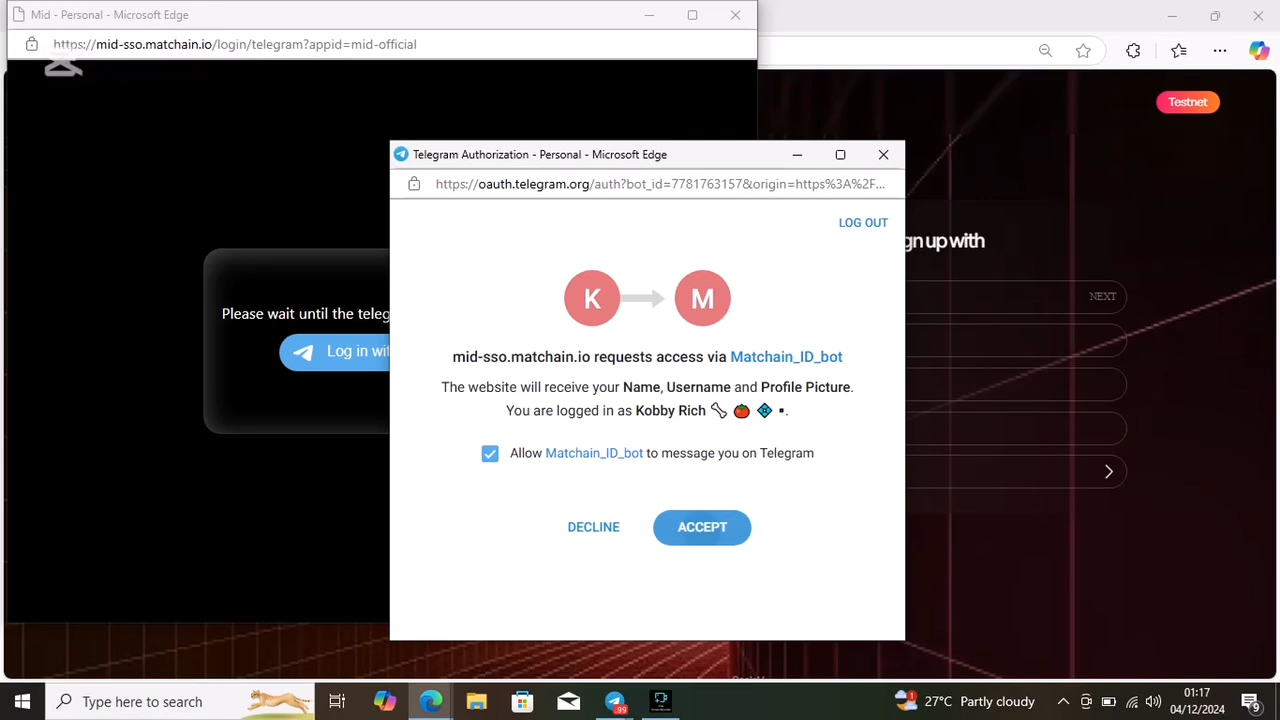 Mid - Personal - Microsoft Edge
https://mid-sso.matchain.io/login/telegram?appid=mid-official
Testnet
Telegram Authorization - Personal - Microsoft Edge
https://oauth.telegram.org/auth?bot_id=7781763157&origin=https%3A%2F...
LOG OUT
gn up with
K
M
NEXT
Please wait until the teleg
Log in wit
mid-sso.matchain.io requests access via Matchain_ID_bot
The website will receive your Name, Username and Profile Picture.
You are logged in as Kobby Rich 🦴 🍅 💠 ▪.
Allow Matchain_ID_bot to message you on Telegram
DECLINE
ACCEPT
Type here to search
99
1
27°C Partly cloudy
01:17
04/12/2024
9